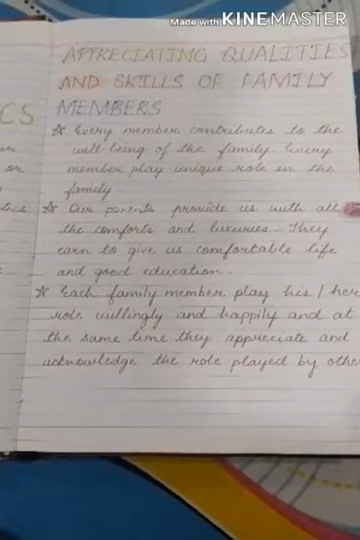 Made with KINEMASTER
APPRECIATING QUALITIES
AND SKILLS OF FAMILY
MEMBERS
CS
☆ Every member contributes to the
well being of the family. Every
member play unique role in the
or
family
☆ Our parents provide us with all
the comforts and luxuries. They
earn to give us comfortable life
and good education.
☆ Each family member play his / her
role willingly and happily and at
the same time they appreciate and
acknowledge the role played by othe